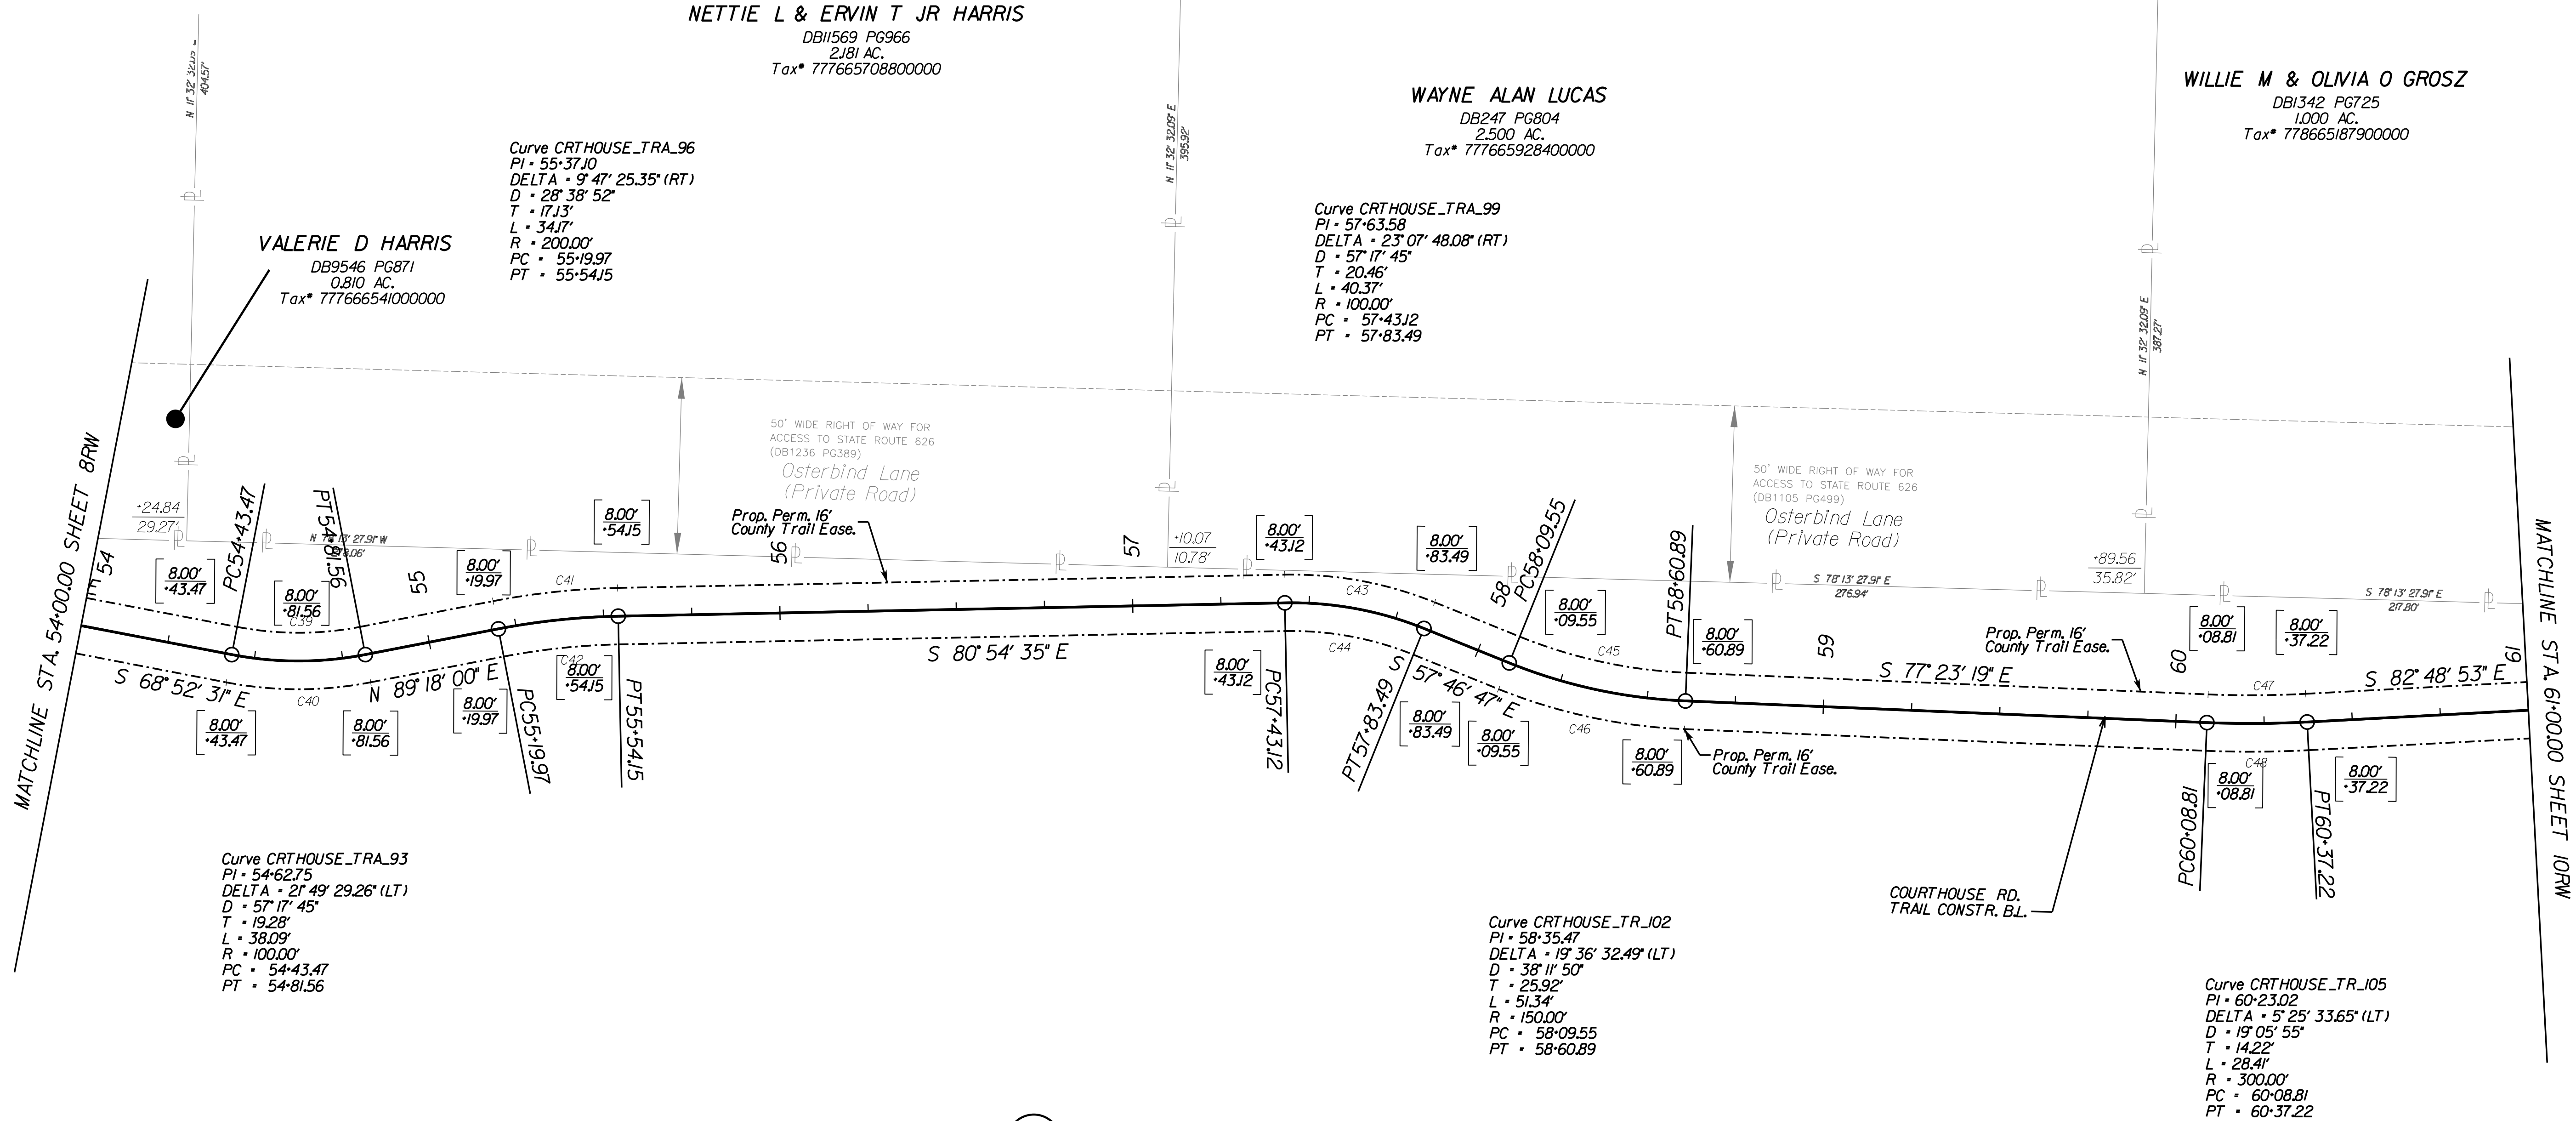 NETTIE L & ERVIN T JR HARRIS
DB11569 PG966
2.181 AC.
Tax# 777665708800000
WAYNE ALAN LUCAS
DB247 PG804
2.500 AC.
Tax# 777665928400000
WILLIE M & OLIVIA O GROSZ
DB1342 PG725
1.000 AC.
Tax# 778665187900000
VALERIE D HARRIS
DB9546 PG871
0.810 AC.
Tax# 777666541000000
N 11° 32' 32.09" E
404.57'
N 11° 32' 32.09" E
395.92'
N 11° 32' 32.09" E
387.27'
Curve CRTHOUSE_TRA_96
PI = 55+37.10
DELTA = 9° 47' 25.35" (RT)
D = 28° 38' 52"
T = 17.13'
L = 34.17'
R = 200.00'
PC = 55+19.97
PT = 55+54.15
Curve CRTHOUSE_TRA_99
PI = 57+63.58
DELTA = 23° 07' 48.08" (RT)
D = 57° 17' 45"
T = 20.46'
L = 40.37'
R = 100.00'
PC = 57+43.12
PT = 57+83.49
50' WIDE RIGHT OF WAY FOR
ACCESS TO STATE ROUTE 626
(DB1236 PG389)
Osterbind Lane
(Private Road)
50' WIDE RIGHT OF WAY FOR
ACCESS TO STATE ROUTE 626
(DB1105 PG499)
Osterbind Lane
(Private Road)
MATCHLINE STA. 54+00.00 SHEET 8RW
MATCHLINE STA. 61+00.00 SHEET 10RW
+24.84
29.27'
+10.07
10.78'
+89.56
35.82'
N 78° 13' 27.91" W
S 78° 13' 27.91" E
276.94'
S 78° 13' 27.91" E
217.80'
54
55
56
57
58
59
60
61
PC54+43.47
PT54+81.56
PC55+19.97
PT55+54.15
PC57+43.12
PT57+83.49
PC58+09.55
PT58+60.89
PC60+08.81
PT60+37.22
8.00'
+43.47
8.00'
+81.56
8.00'
+19.97
8.00'
+54.15
8.00'
+43.12
8.00'
+83.49
8.00'
+09.55
8.00'
+60.89
8.00'
+08.81
8.00'
+37.22
Prop. Perm. 16'
County Trail Ease.
Prop. Perm. 16'
County Trail Ease.
C39
C41
C43
C45
C47
S 68° 52' 31" E
N 89° 18' 00" E
S 80° 54' 35" E
S 57° 46' 47" E
S 77° 23' 19" E
S 82° 48' 53" E
C40
C42
C44
C46
C48
8.00'
+43.47
8.00'
+81.56
8.00'
+19.97
8.00'
+54.15
8.00'
+43.12
8.00'
+83.49
8.00'
+09.55
8.00'
+60.89
8.00'
+08.81
8.00'
+37.22
Prop. Perm. 16'
County Trail Ease.
COURTHOUSE RD.
TRAIL CONSTR. B.L.
Curve CRTHOUSE_TRA_93
PI = 54+62.75
DELTA = 21° 49' 29.26" (LT)
D = 57° 17' 45"
T = 19.28'
L = 38.09'
R = 100.00'
PC = 54+43.47
PT = 54+81.56
Curve CRTHOUSE_TR_102
PI = 58+35.47
DELTA = 19° 36' 32.49" (LT)
D = 38° 11' 50"
T = 25.92'
L = 51.34'
R = 150.00'
PC = 58+09.55
PT = 58+60.89
Curve CRTHOUSE_TR_105
PI = 60+23.02
DELTA = 5° 25' 33.65" (LT)
D = 19° 05' 55"
T = 14.22'
L = 28.41'
R = 300.00'
PC = 60+08.81
PT = 60+37.22